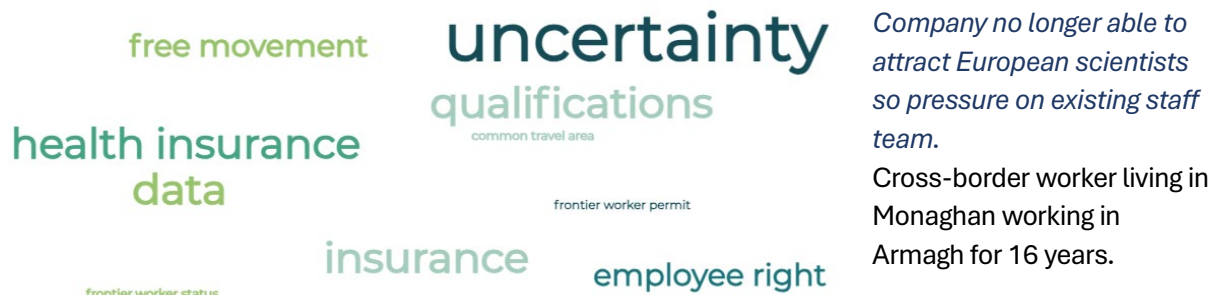 free movement
uncertainty
qualifications
common travel area
health insurance
data
frontier worker permit
insurance
employee right
frontier worker status
Company no longer able to
attract European scientists
so pressure on existing staff
team.
Cross-border worker living in
Monaghan working in
Armagh for 16 years.